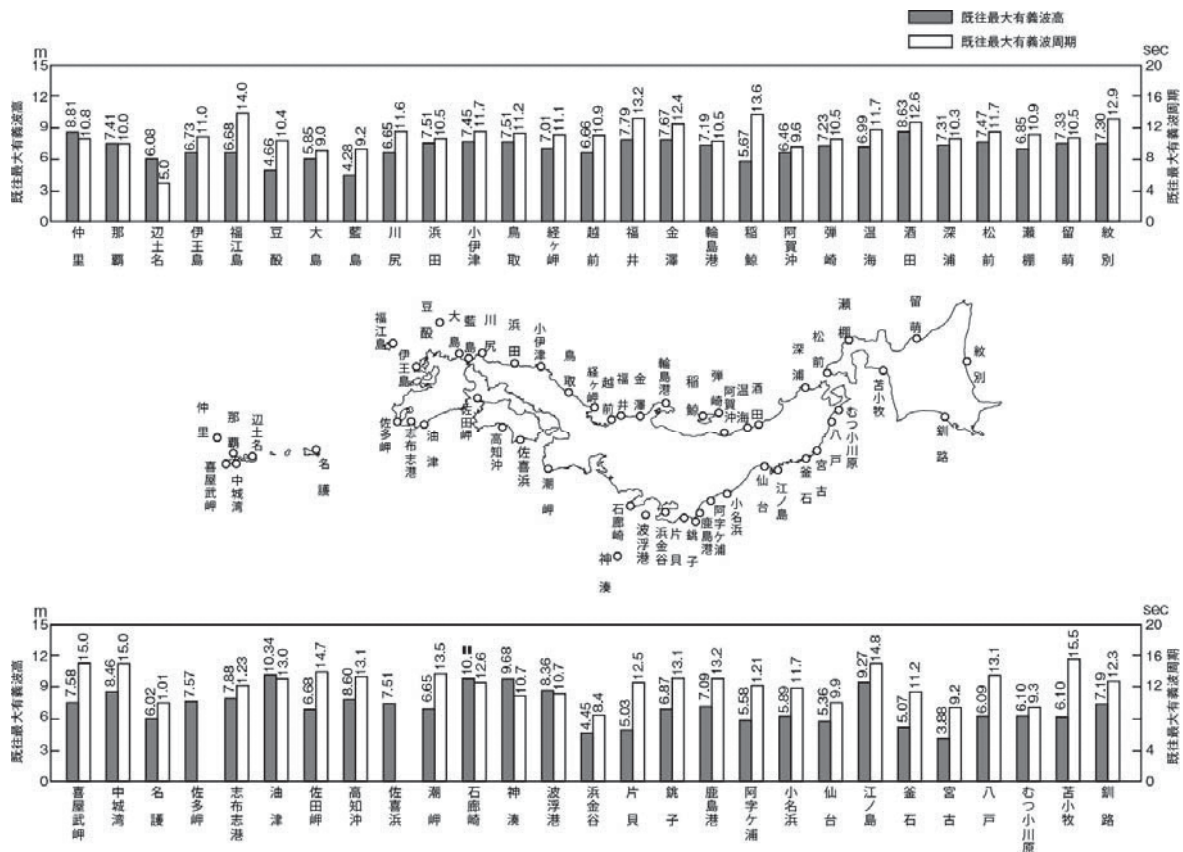 既往最大有義波高
既往最大有義波周期
m
sec
15
12
9
6
3
0
20
16
12
8
4
0
既往最大有義波高
既往最大有義波周期
8.81 10.8
7.41 10.0
6.08 5.0
6.73 11.0
6.68 14.0
4.66 10.4
5.85 9.0
4.28 9.2
6.65 11.6
7.51 10.5
7.45 11.7
7.51 11.2
7.01 11.1
6.66 10.9
7.79 13.2
7.67 12.4
7.19 10.5
5.67 13.6
6.46 9.6
7.23 10.5
6.99 11.7
8.63 12.6
7.31 10.3
7.47 11.7
6.85 10.9
7.33 10.5
7.30 12.9
仲里
那覇
辺土名
伊王島
福江島
豆酘
大島
藍島
川尻
浜田
小伊津
鳥取
経ヶ岬
越前
福井
金澤
輪島港
稲鯨
阿賀沖
弾崎
温海
酒田
深浦
松前
瀬棚
留萌
紋別
福江島
伊王島
豆酘
大島
藍島
川尻
浜田
小伊津
鳥取
経ヶ岬
越前
福井
金澤
輪島港
稲鯨
弾崎
阿賀沖
温海
酒田
深浦
松前
瀬棚
留萌
紋別
苫小牧
釧路
むつ小川原
八戸
宮古
釜石
江ノ島
仙台
小名浜
阿字ケ浦
鹿島港
銚子
片貝
浜金谷
波浮港
石廊崎
神湊
潮岬
佐喜浜
高知沖
佐田岬
油津
志布志港
佐多岬
仲里
那覇
辺土名
喜屋武岬
中城湾
名護
m
sec
15
12
9
6
3
0
20
16
12
8
4
0
既往最大有義波高
既往最大有義波周期
7.58 15.0
8.46 15.0
6.02 1.01
7.57
7.88 1.23
10.34 13.0
6.68 14.7
8.60 13.1
7.51
6.65 13.5
12.6
9.68 10.7
8.36 10.7
4.45 8.4
5.03 12.5
6.87 13.1
7.09 13.2
5.58 1.21
5.89 11.7
5.36 9.9
9.27 14.8
5.07 11.2
3.88 9.2
6.09 13.1
6.10 9.3
6.10 15.5
7.19 12.3
喜屋武岬
中城湾
名護
佐多岬
志布志港
油津
佐田岬
高知沖
佐喜浜
潮岬
石廊崎
神湊
波浮港
浜金谷
片貝
銚子
鹿島港
阿字ケ浦
小名浜
仙台
江ノ島
釜石
宮古
八戸
むつ小川原
苫小牧
釧路